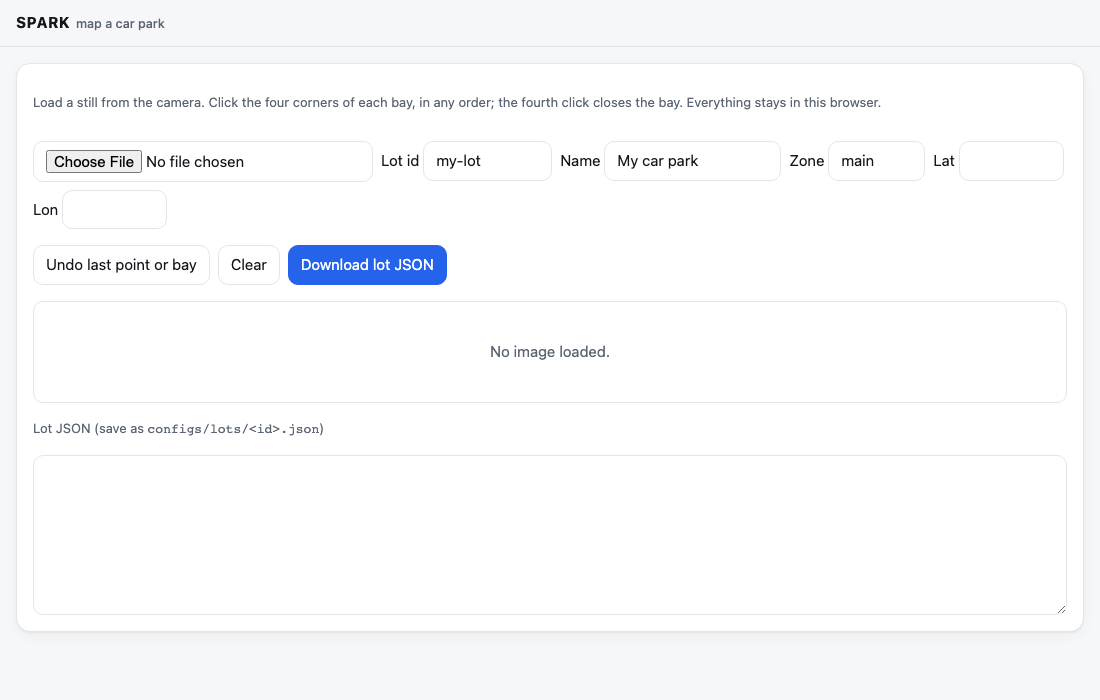 SPARK map a car park
Load a still from the camera. Click the four corners of each bay, in any order; the fourth click closes the bay. Everything stays in this browser.
Choose File No file chosen Lot id my-lot Name My car park Zone main Lat
Lon
Undo last point or bay Clear Download lot JSON
No image loaded.
Lot JSON (save as configs/lots/<id>.json)